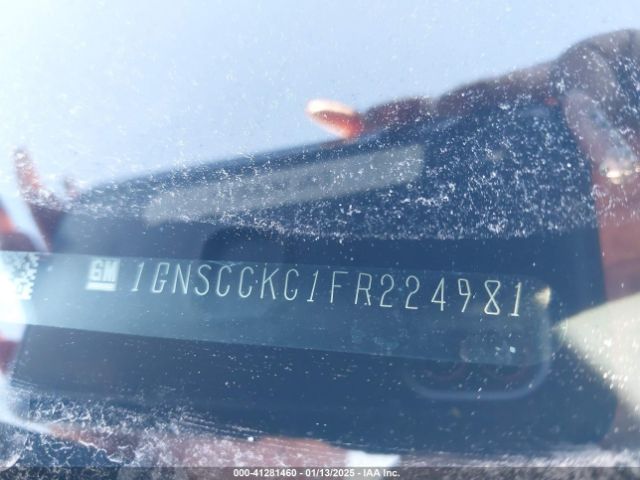 GM 1GNSCCKC1FR224981
000-41281460 - 01/13/2025 - IAA Inc.